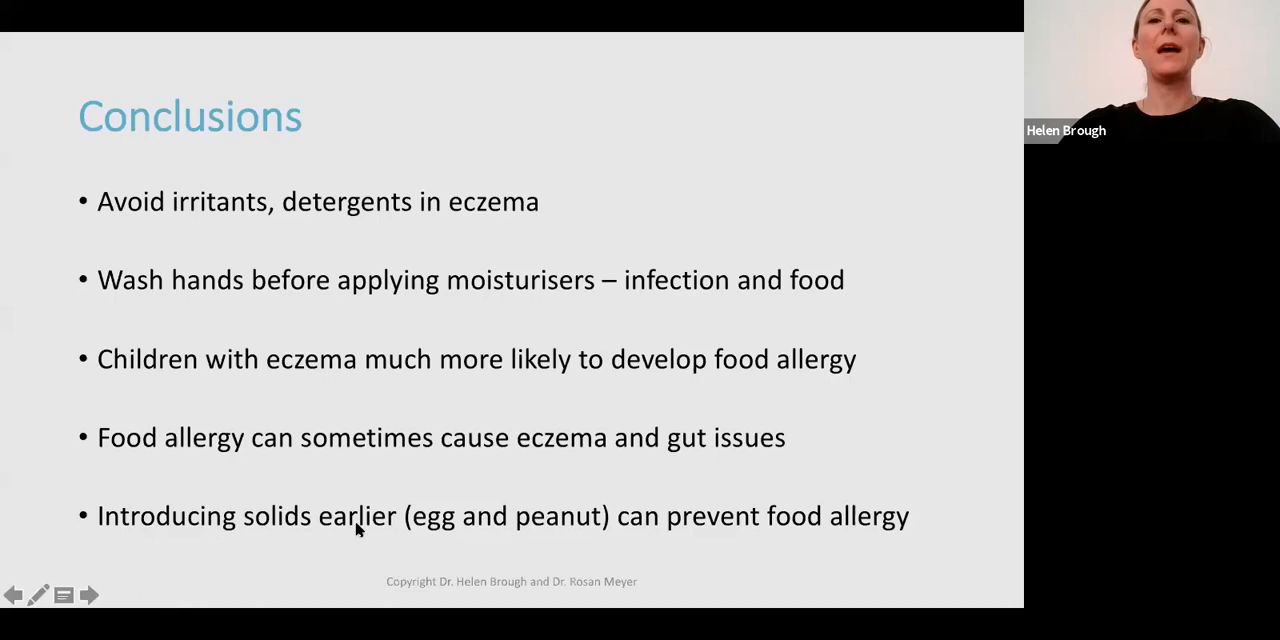 Conclusions
• Avoid irritants, detergents in eczema
• Wash hands before applying moisturisers – infection and food
• Children with eczema much more likely to develop food allergy
• Food allergy can sometimes cause eczema and gut issues
• Introducing solids earlier (egg and peanut) can prevent food allergy
Copyright Dr. Helen Brough and Dr. Rosan Meyer
Helen Brough